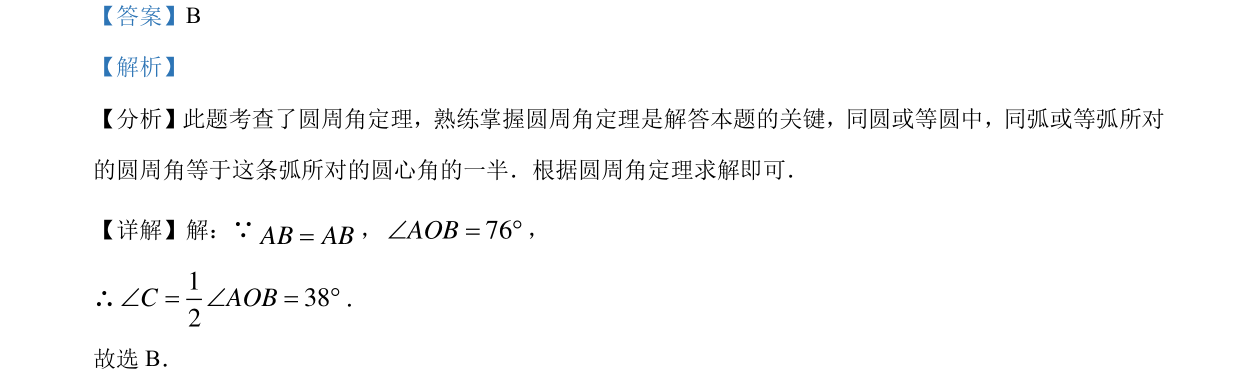 【答案】B
【解析】
【分析】此题考查了圆周角定理，熟练掌握圆周角定理是解答本题的关键，同圆或等圆中，同弧或等弧所对
的圆周角等于这条弧所对的圆心角的一半．根据圆周角定理求解即可．
【详解】解：∵ AB = AB，∠AOB = 76°，
∴ ∠C = 1/2 ∠AOB = 38°．
故选 B．